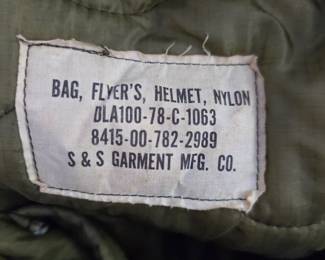 BAG, FLYER'S, HELMET, NYLON
DLA100-78-C-1063
8415-00-782-2989
S & S GARMENT MFG. CO.